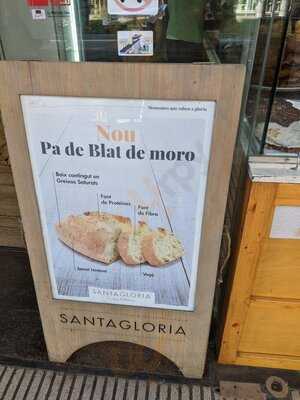 Nou
Pa de Blat de moro
Baix contingut en
Greixos Saturats
Font
de Proteïnes
Font
de Fibra
Vegà
SANTAGLORIA
SANTAGLORIA